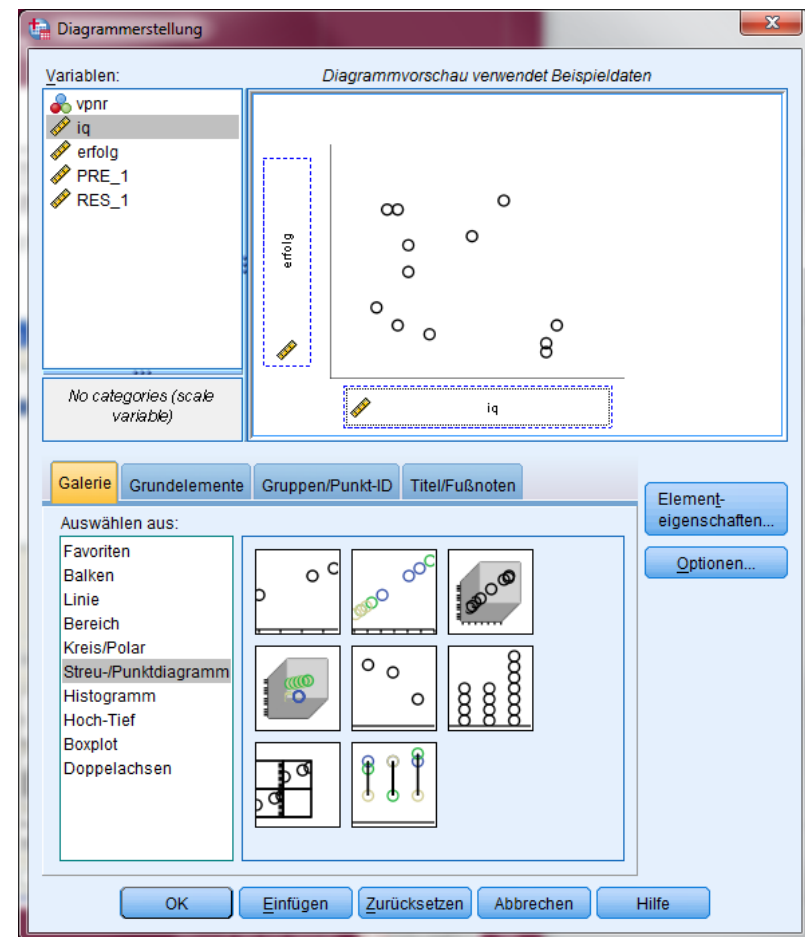 Diagrammerstellung
Variablen:
Diagrammvorschau verwendet Beispieldaten
vpnr
iq
erfolg
PRE_1
RES_1
No categories (scale
variable)
erfolg
iq
Galerie
Grundelemente
Gruppen/Punkt-ID
Titel/Fußnoten
Auswählen aus:
Favoriten
Balken
Linie
Bereich
Kreis/Polar
Streu-/Punktdiagramm
Histogramm
Hoch-Tief
Boxplot
Doppelachsen
Element-
eigenschaften...
Optionen...
OK
Einfügen
Zurücksetzen
Abbrechen
Hilfe